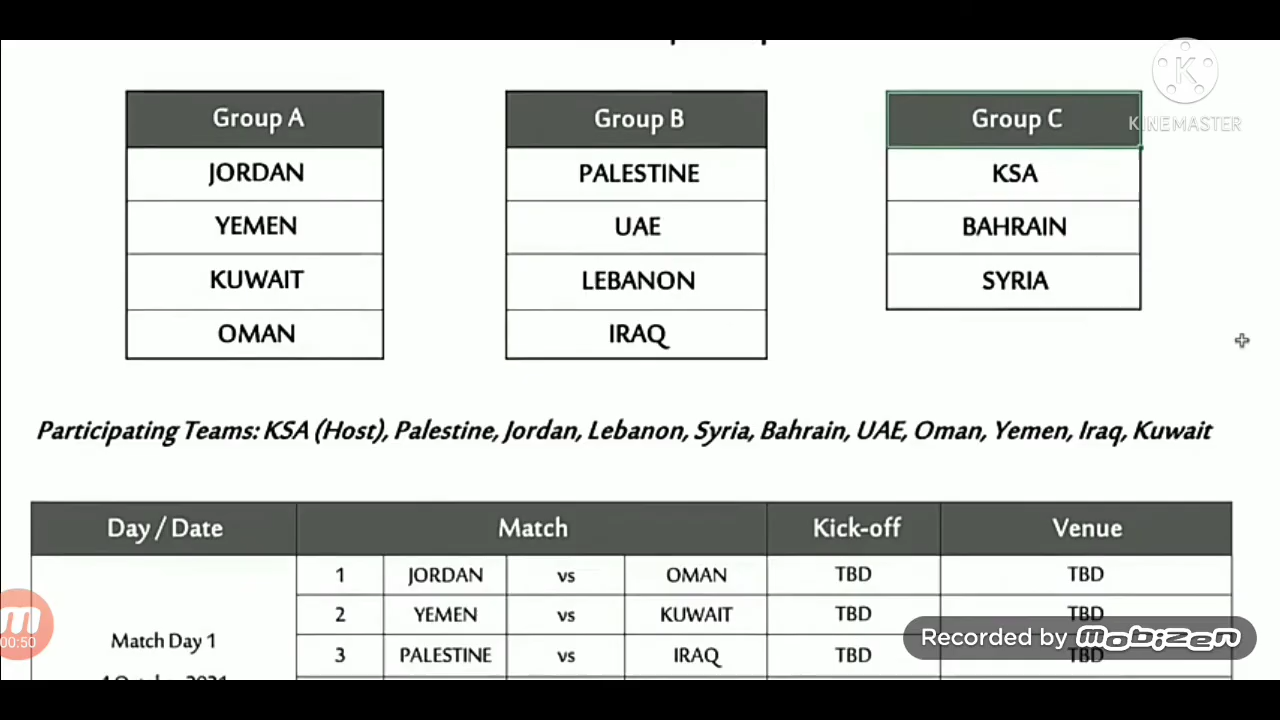 Group A
JORDAN
YEMEN
KUWAIT
OMAN
Group B
PALESTINE
UAE
LEBANON
IRAQ
Group C
KSA
BAHRAIN
SYRIA
KINEMASTER
Participating Teams: KSA (Host), Palestine, Jordan, Lebanon, Syria, Bahrain, UAE, Oman, Yemen, Iraq, Kuwait
Day / Date Match Kick-off Venue
1 JORDAN vs OMAN TBD TBD
2 YEMEN vs KUWAIT TBD TBD
Match Day 1
3 PALESTINE vs IRAQ TBD TBD
Recorded by MOBIZEN
00:50